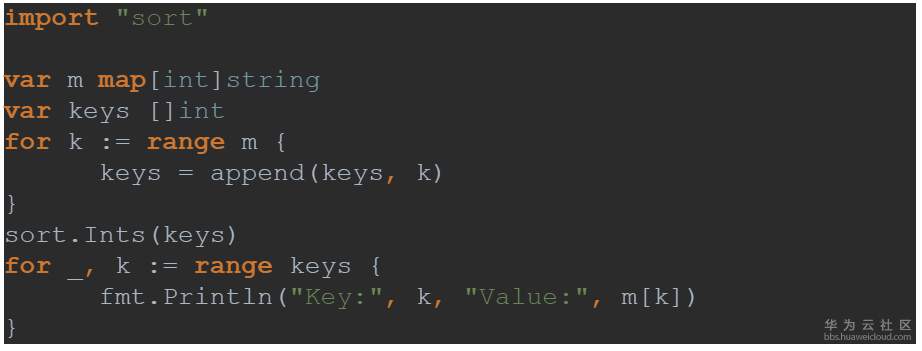 import "sort"

var m map[int]string
var keys []int
for k := range m {
      keys = append(keys, k)
}
sort.Ints(keys)
for _, k := range keys {
      fmt.Println("Key:", k, "Value:", m[k])
}
华为云社区
bbs.huaweicloud.com